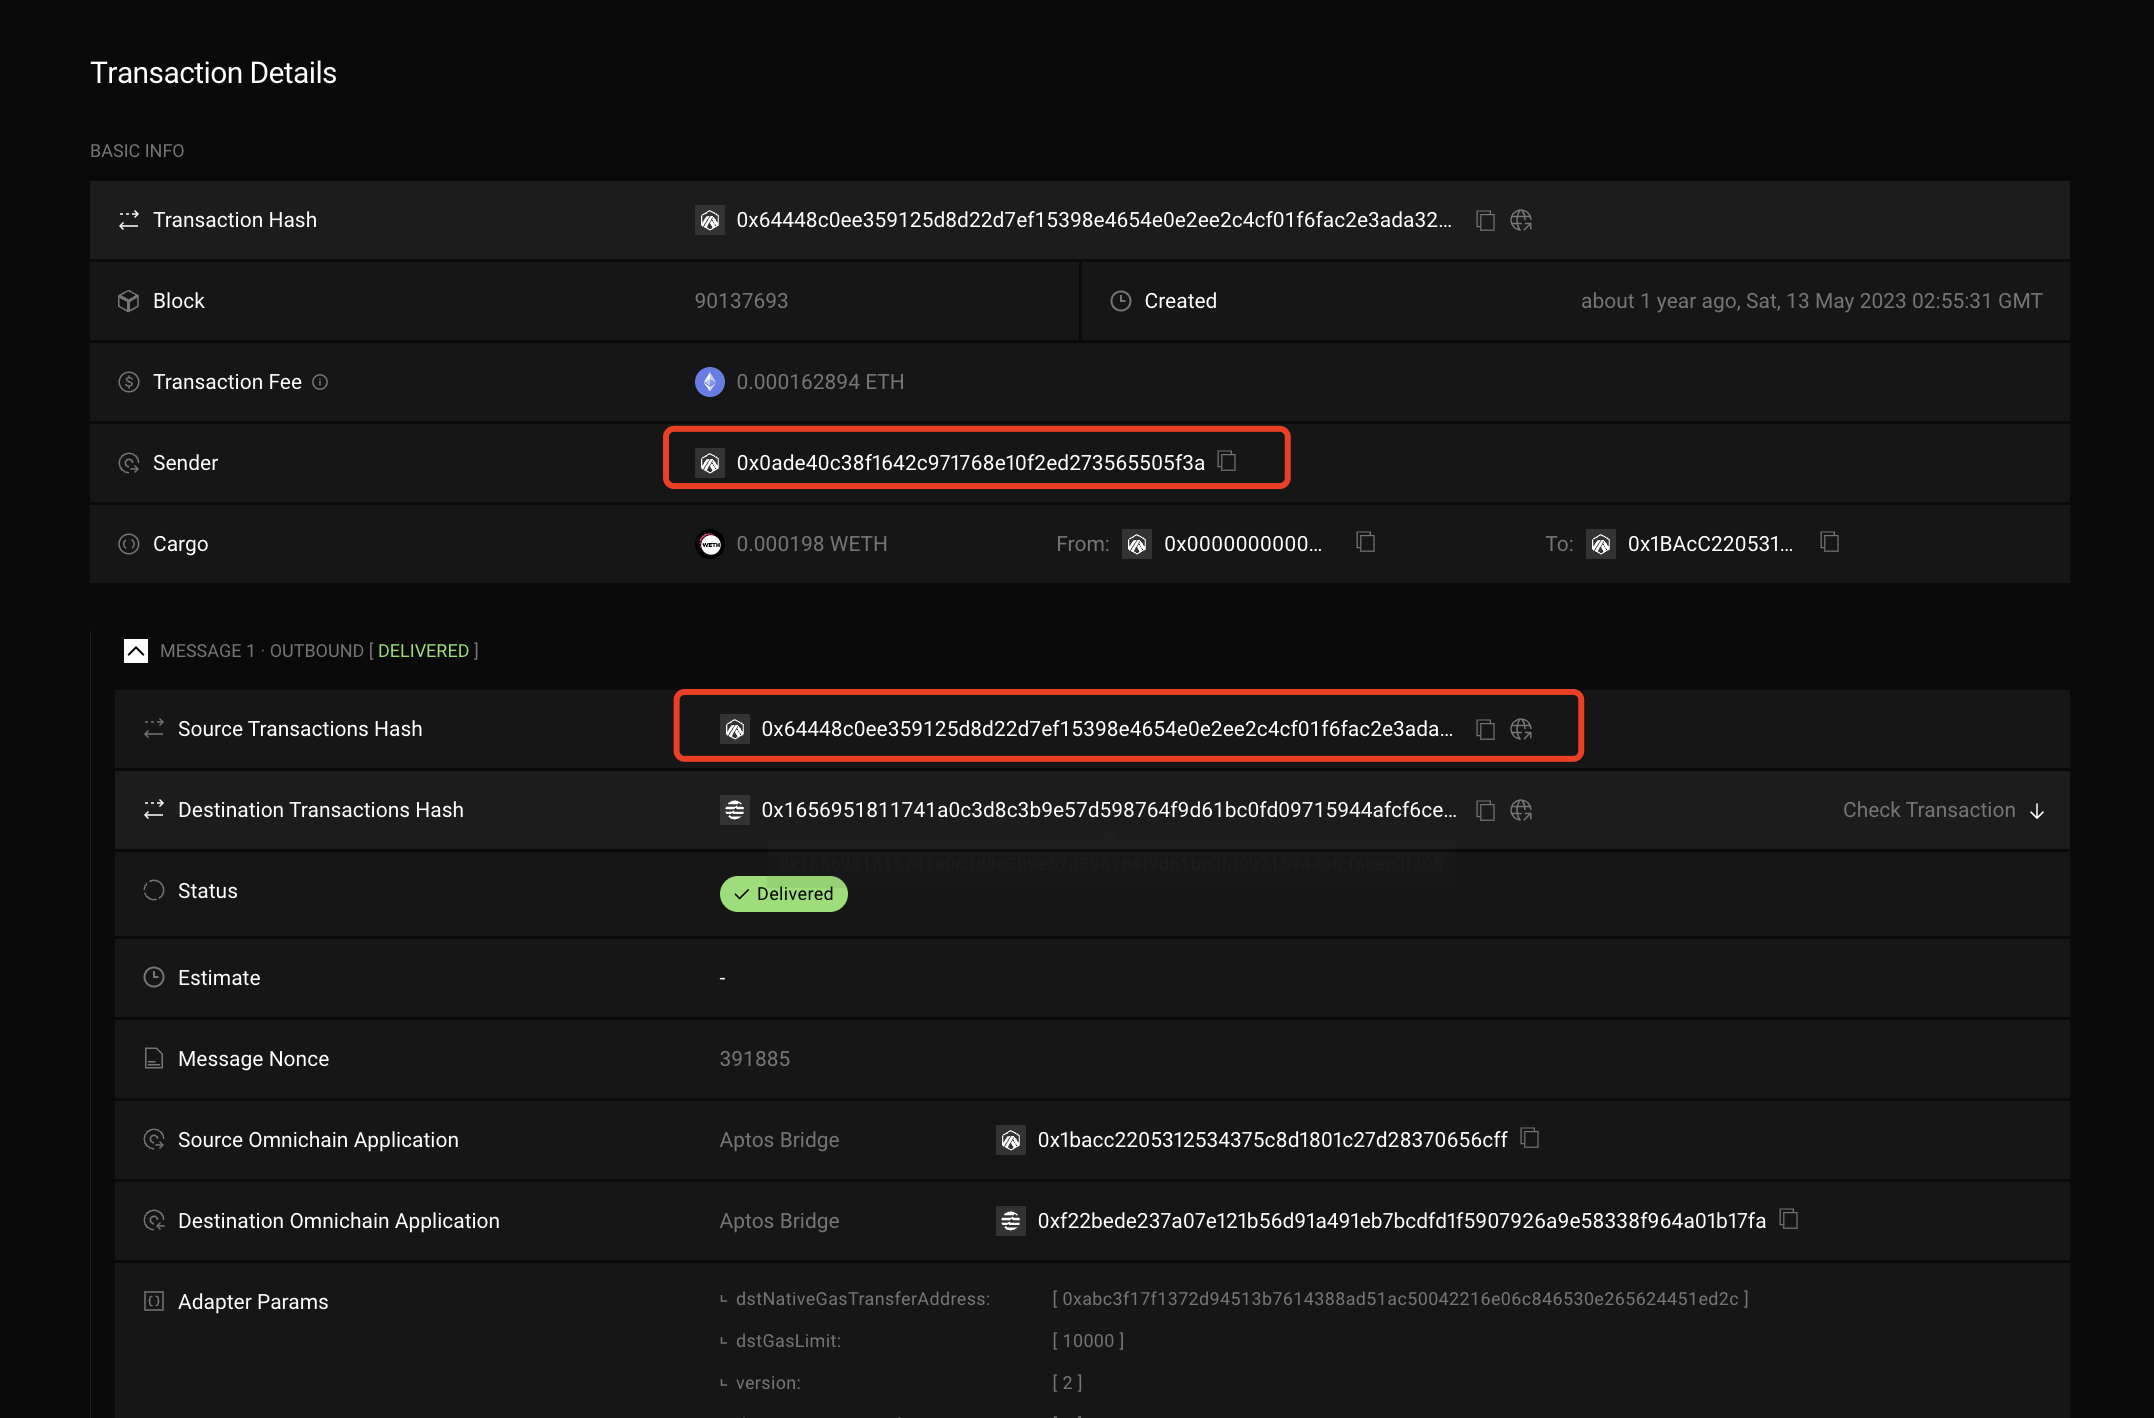 Transaction Details
BASIC INFO
Transaction Hash 0x64448c0ee359125d8d22d7ef15398e4654e0e2ee2c4cf01f6fac2e3ada32...
Block 90137693 Created about 1 year ago, Sat, 13 May 2023 02:55:31 GMT
Transaction Fee 0.000162894 ETH
Sender 0x0ade40c38f1642c971768e10f2ed273565505f3a
Cargo WETH 0.000198 WETH From: 0x0000000000... To: 0x1BAcC220531...
MESSAGE 1 · OUTBOUND [ DELIVERED ]
Source Transactions Hash 0x64448c0ee359125d8d22d7ef15398e4654e0e2ee2c4cf01f6fac2e3ada...
Destination Transactions Hash 0x1656951811741a0c3d8c3b9e57d598764f9d61bc0fd09715944afcf6ce... Check Transaction
Status Delivered
Estimate -
Message Nonce 391885
Source Omnichain Application Aptos Bridge 0x1bacc2205312534375c8d1801c27d28370656cff
Destination Omnichain Application Aptos Bridge 0xf22bede237a07e121b56d91a491eb7bcdfd1f5907926a9e58338f964a01b17fa
Adapter Params dstNativeGasTransferAddress: [ 0xabc3f17f1372d94513b7614388ad51ac50042216e06c846530e265624451ed2c ]
dstGasLimit: [ 10000 ]
version: [ 2 ]